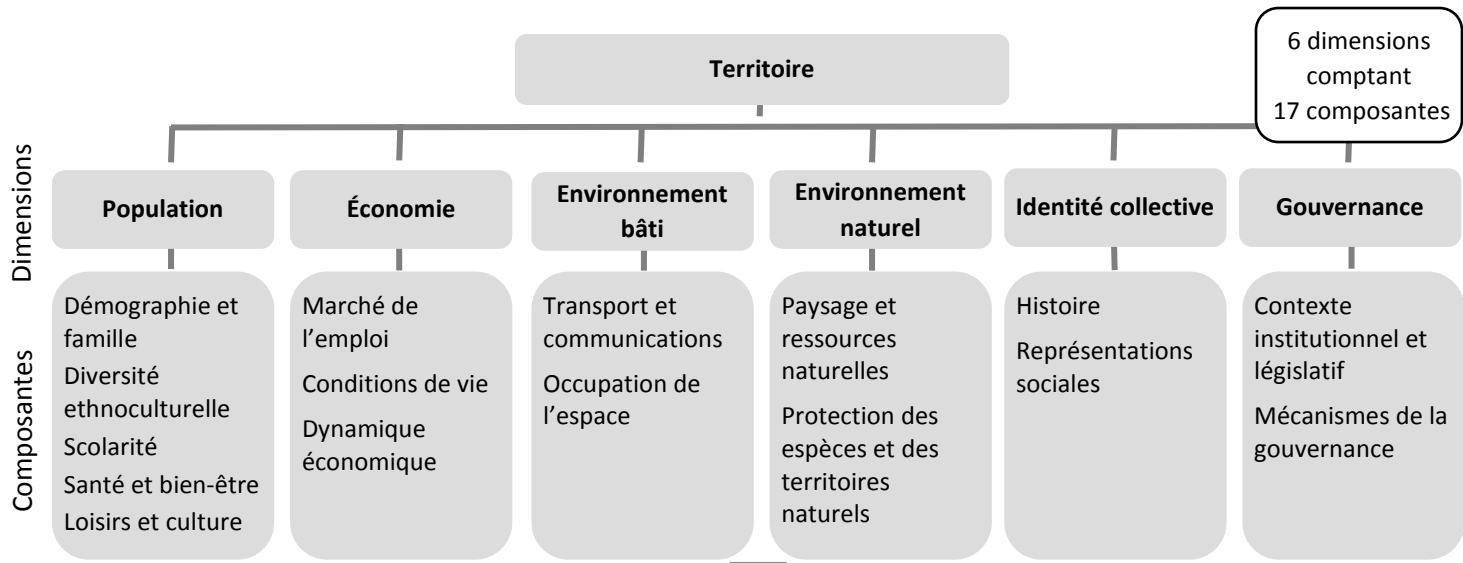 Territoire
6 dimensions
comptant
17 composantes
Dimensions
Population
Économie
Environnement
bâti
Environnement
naturel
Identité collective
Gouvernance
Composantes
Démographie et
famille
Diversité
ethnoculturelle
Scolarité
Santé et bien-être
Loisirs et culture
Marché de
l’emploi
Conditions de vie
Dynamique
économique
Transport et
communications
Occupation de
l’espace
Paysage et
ressources
naturelles
Protection des
espèces et des
territoires
naturels
Histoire
Représentations
sociales
Contexte
institutionnel et
législatif
Mécanismes de la
gouvernance